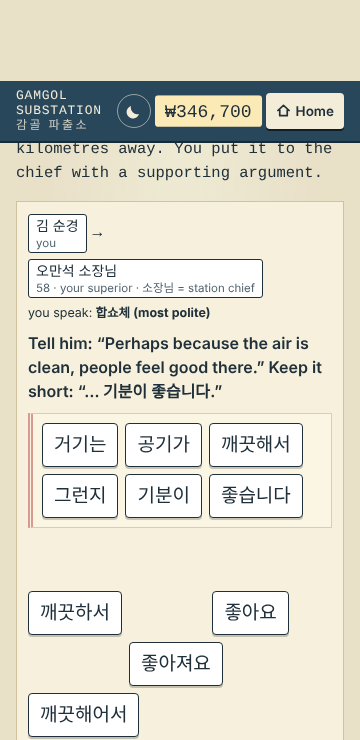 GAMGOL
SUBSTATION
감골 파출소
₩346,700
Home
kilometres away. You put it to the
chief with a supporting argument.
김 순경
you
→
오만석 소장님
58 · your superior · 소장님 = station chief
you speak: 합쇼체 (most polite)
Tell him: “Perhaps because the air is
clean, people feel good there.” Keep it
short: “... 기분이 좋습니다.”
거기는 공기가 깨끗해서
그런지 기분이 좋습니다
깨끗하서 좋아요
좋아져요
깨끗해어서